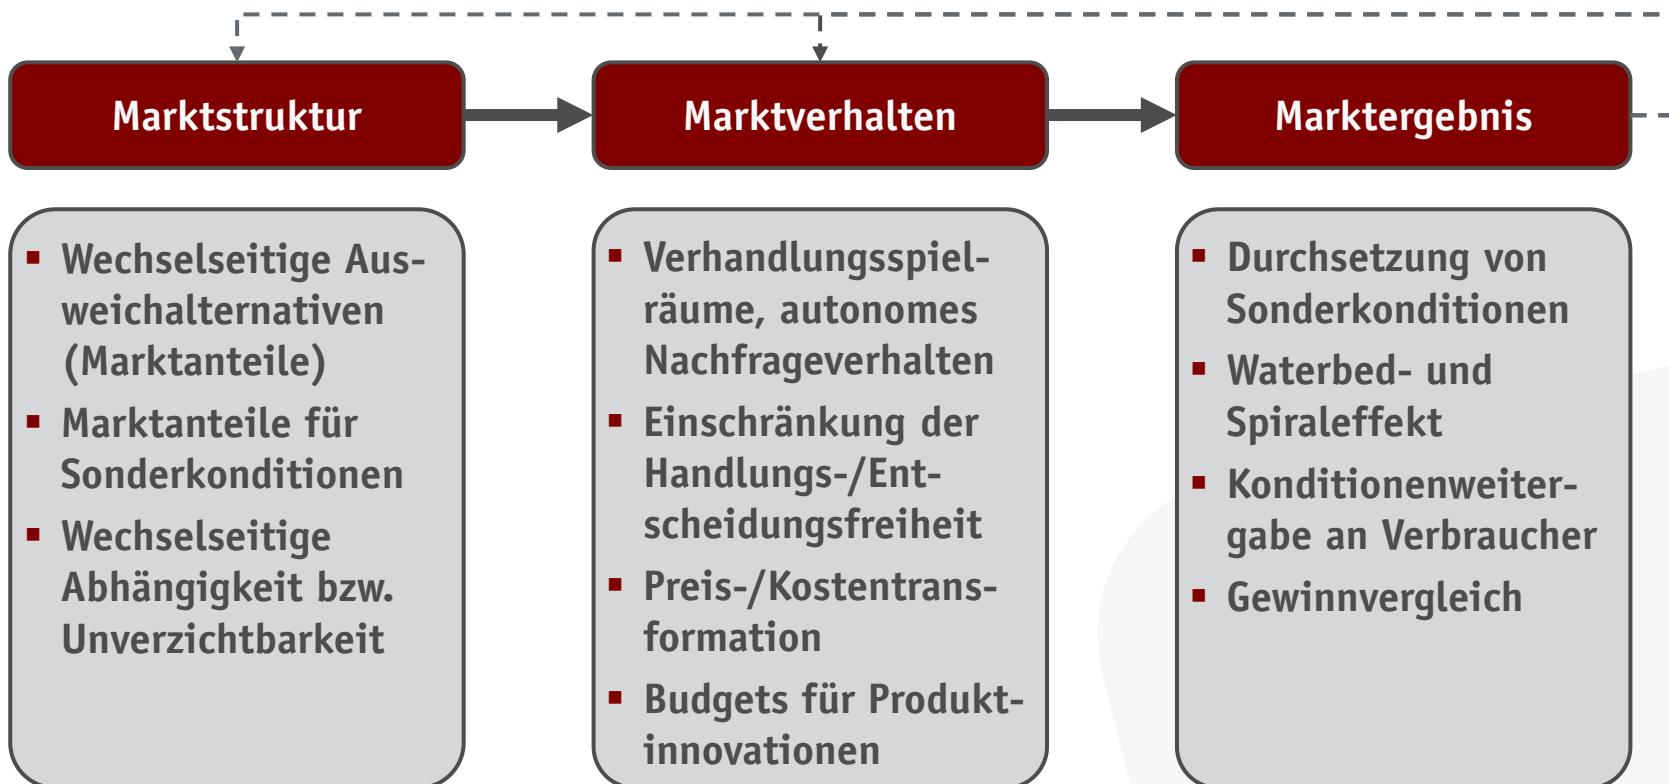 Marktstruktur
Marktverhalten
Marktergebnis
▪ Wechselseitige Aus-
weichalternativen
(Marktanteile)
▪ Marktanteile für
Sonderkonditionen
▪ Wechselseitige
Abhängigkeit bzw.
Unverzichtbarkeit
▪ Verhandlungsspiel-
räume, autonomes
Nachfrageverhalten
▪ Einschränkung der
Handlungs-/Ent-
scheidungsfreiheit
▪ Preis-/Kostentrans-
formation
▪ Budgets für Produkt-
innovationen
▪ Durchsetzung von
Sonderkonditionen
▪ Waterbed- und
Spiraleffekt
▪ Konditionenweiter-
gabe an Verbraucher
▪ Gewinnvergleich